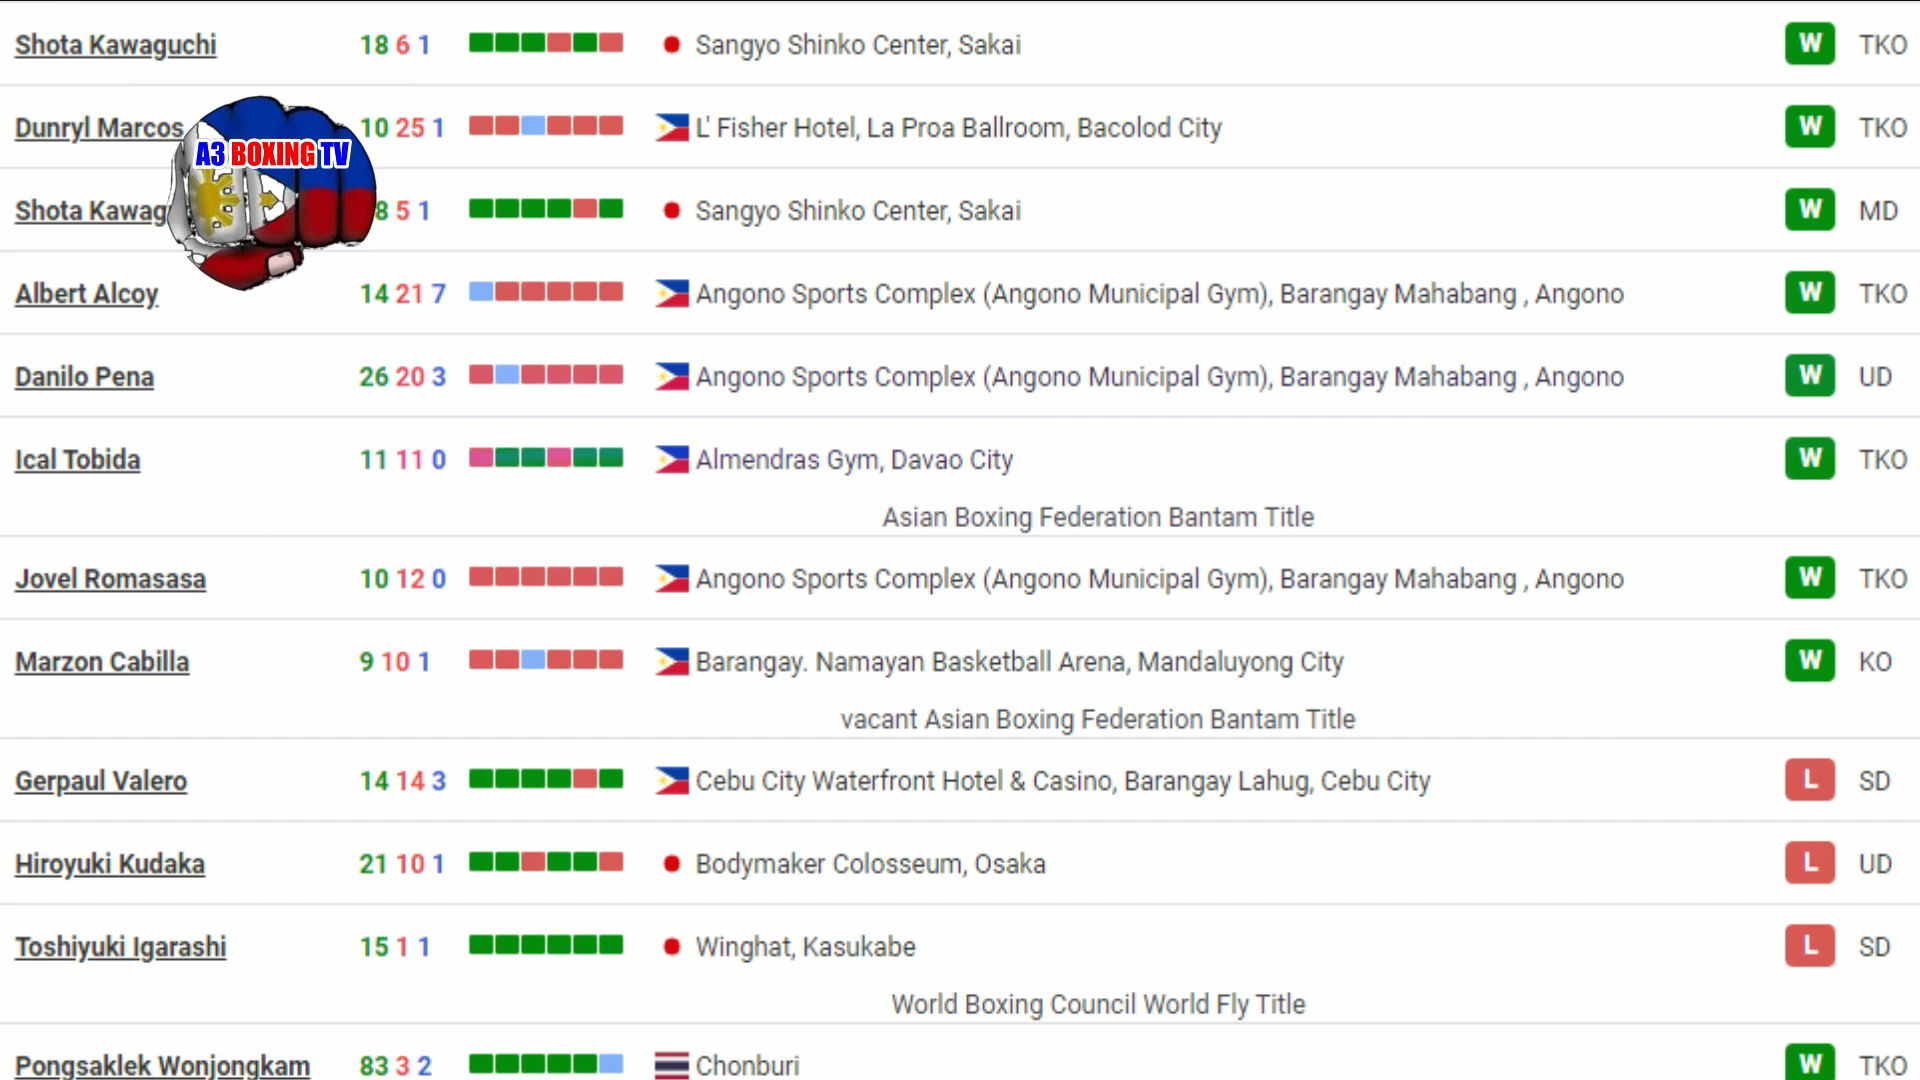 Shota Kawaguchi 18 6 1 Sangyo Shinko Center, Sakai W TKO
Dunryl Marcos 10 25 1 L' Fisher Hotel, La Proa Ballroom, Bacolod City W TKO
A3 BOXING TV
Shota Kawag 8 5 1 Sangyo Shinko Center, Sakai W MD
Albert Alcoy 14 21 7 Angono Sports Complex (Angono Municipal Gym), Barangay Mahabang , Angono W TKO
Danilo Pena 26 20 3 Angono Sports Complex (Angono Municipal Gym), Barangay Mahabang , Angono W UD
Ical Tobida 11 11 0 Almendras Gym, Davao City W TKO
Asian Boxing Federation Bantam Title
Jovel Romasasa 10 12 0 Angono Sports Complex (Angono Municipal Gym), Barangay Mahabang , Angono W TKO
Marzon Cabilla 9 10 1 Barangay. Namayan Basketball Arena, Mandaluyong City W KO
vacant Asian Boxing Federation Bantam Title
Gerpaul Valero 14 14 3 Cebu City Waterfront Hotel & Casino, Barangay Lahug, Cebu City L SD
Hiroyuki Kudaka 21 10 1 Bodymaker Colosseum, Osaka L UD
Toshiyuki Igarashi 15 1 1 Winghat, Kasukabe L SD
World Boxing Council World Fly Title
Pongsaklek Wonjongkam 83 3 2 Chonburi W TKO